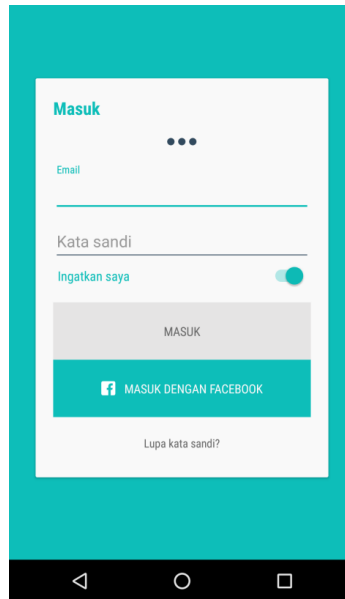 Masuk
Email
Kata sandi
Ingatkan saya
MASUK
MASUK DENGAN FACEBOOK
Lupa kata sandi?